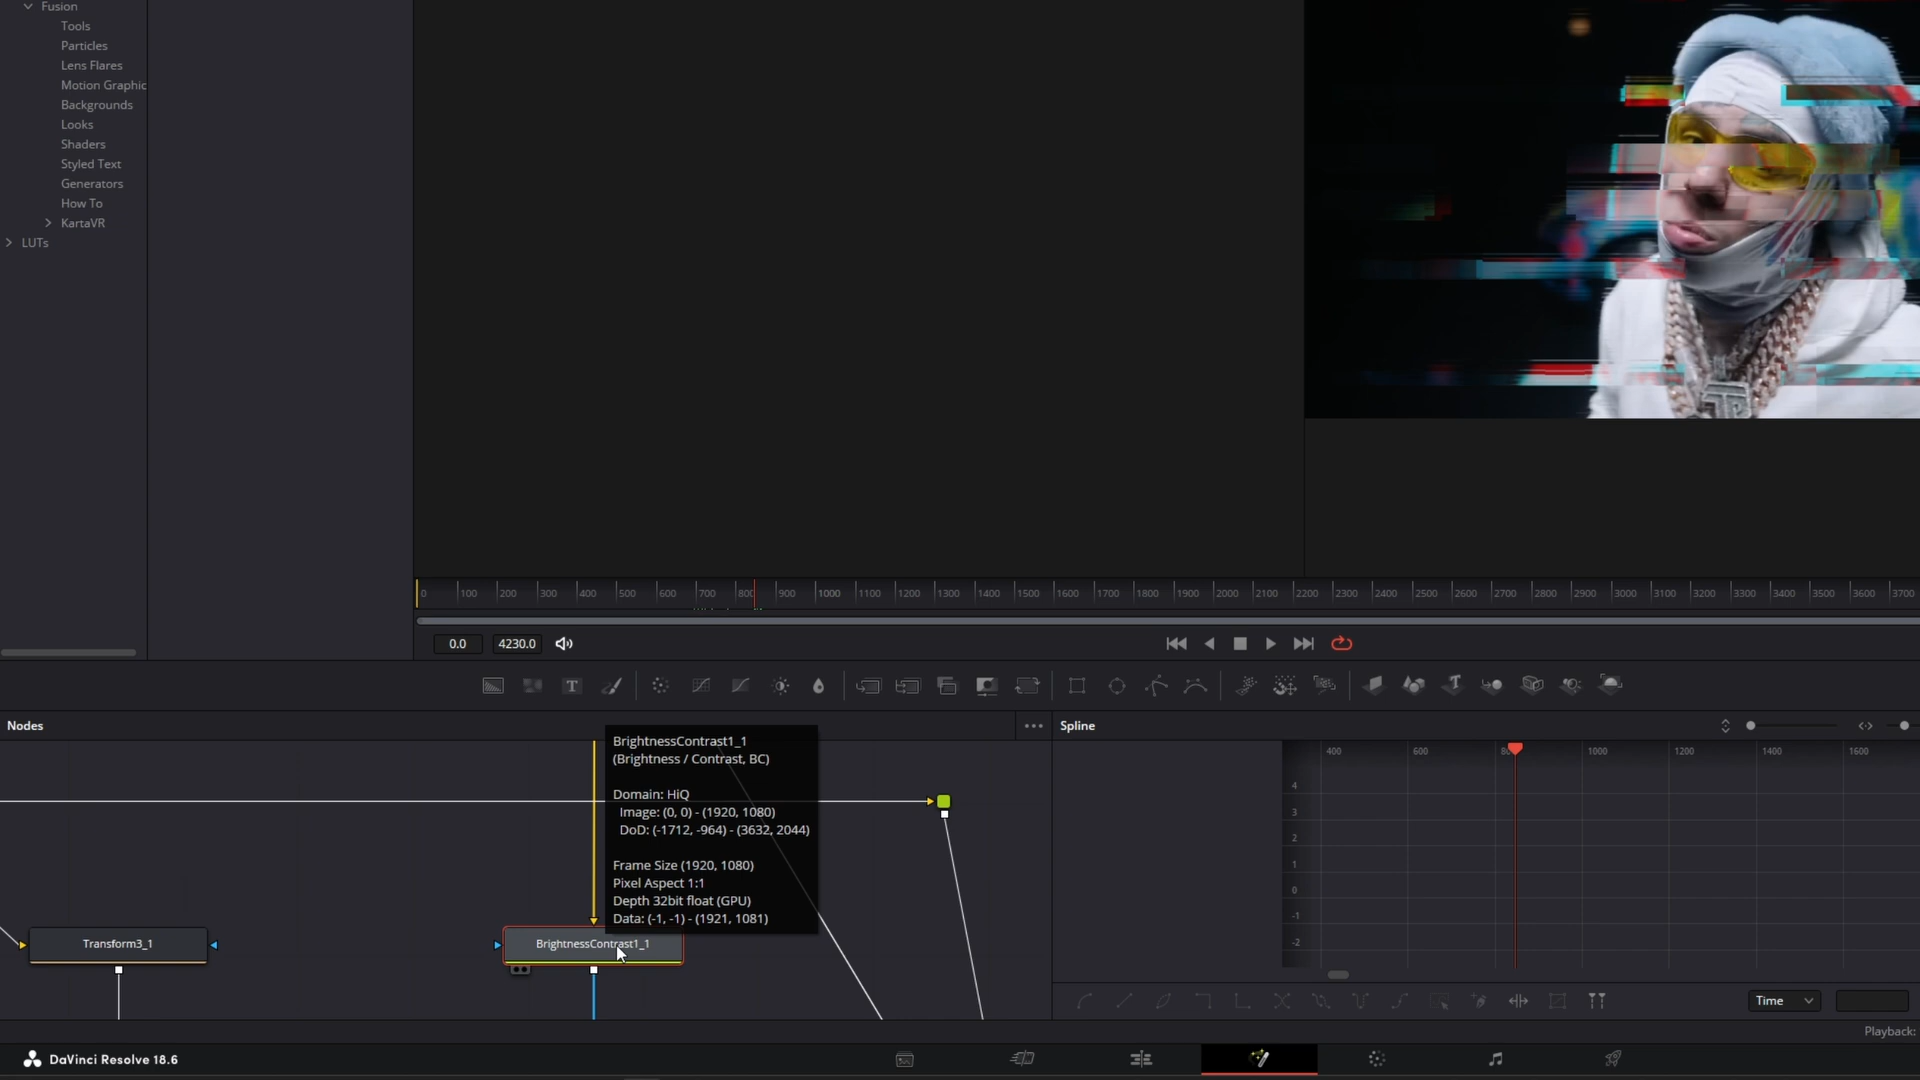 Fusion
Tools
Particles
Lens Flares
Motion Graphic
Backgrounds
Looks
Shaders
Styled Text
Generators
How To
KartaVR
LUTs
0 100 200 300 400 500 600 700 800 900 1000 1100 1200 1300 1400 1500 1600 1700 1800 1900 2000 2100 2200 2300 2400 2500 2600 2700 2800 2900 3000 3100 3200 3300 3400 3500 3600 3700
0.0 4230.0
T
Nodes
Spline
BrightnessContrast1_1
(Brightness / Contrast, BC)
Domain: HiQ
Image: (0, 0) - (1920, 1080)
DoD: (-1712, -964) - (3632, 2044)
Frame Size (1920, 1080)
Pixel Aspect 1:1
Depth 32bit float (GPU)
Data: (-1, -1) - (1921, 1081)
400 600 1000 1200 1400 1600
4
3
2
1
0
-1
-2
Transform3_1
BrightnessContrast1_1
Time
Playback:
DaVinci Resolve 18.6